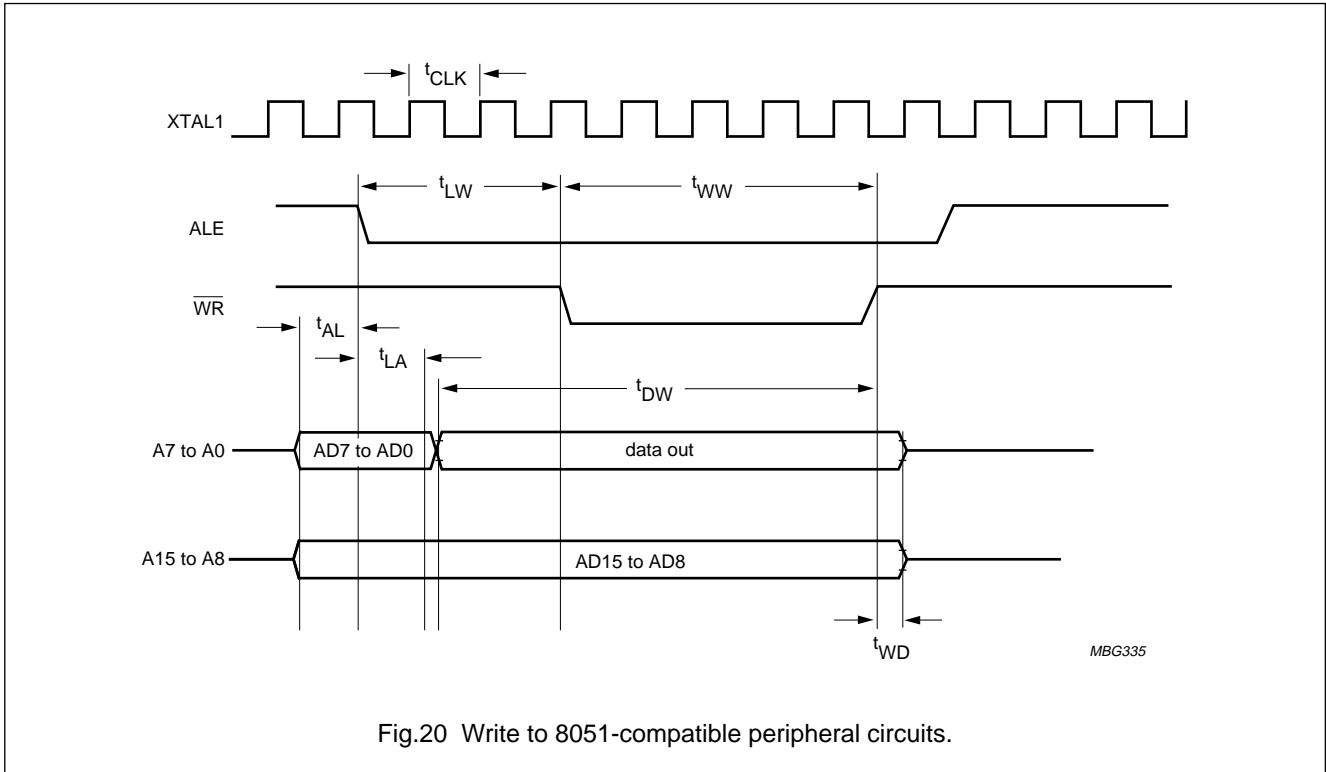 tCLK
XTAL1
tLW
tWW
ALE
WR
tAL
tLA
tDW
A7 to A0
AD7 to AD0
data out
A15 to A8
AD15 to AD8
tWD
MBG335
Fig.20 Write to 8051-compatible peripheral circuits.